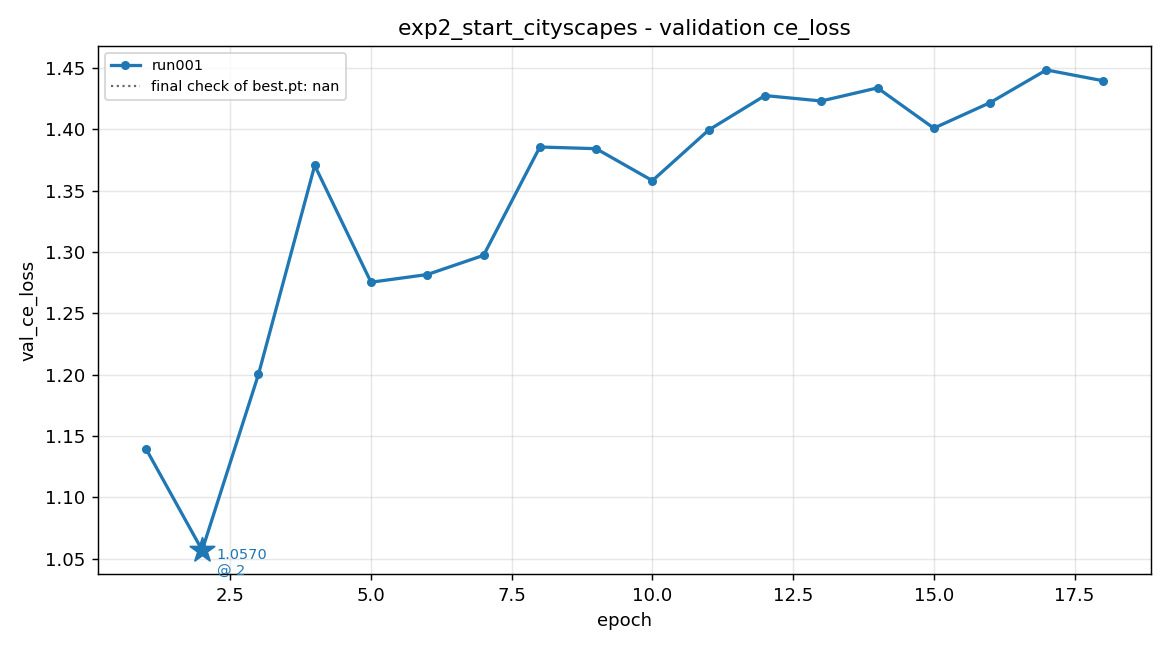 exp2_start_cityscapes - validation ce_loss
run001
final check of best.pt: nan
1.45
1.40
1.35
1.30
1.25
1.20
1.15
1.10
1.05
val_ce_loss
1.0570
@ 2
2.5 5.0 7.5 10.0 12.5 15.0 17.5
epoch